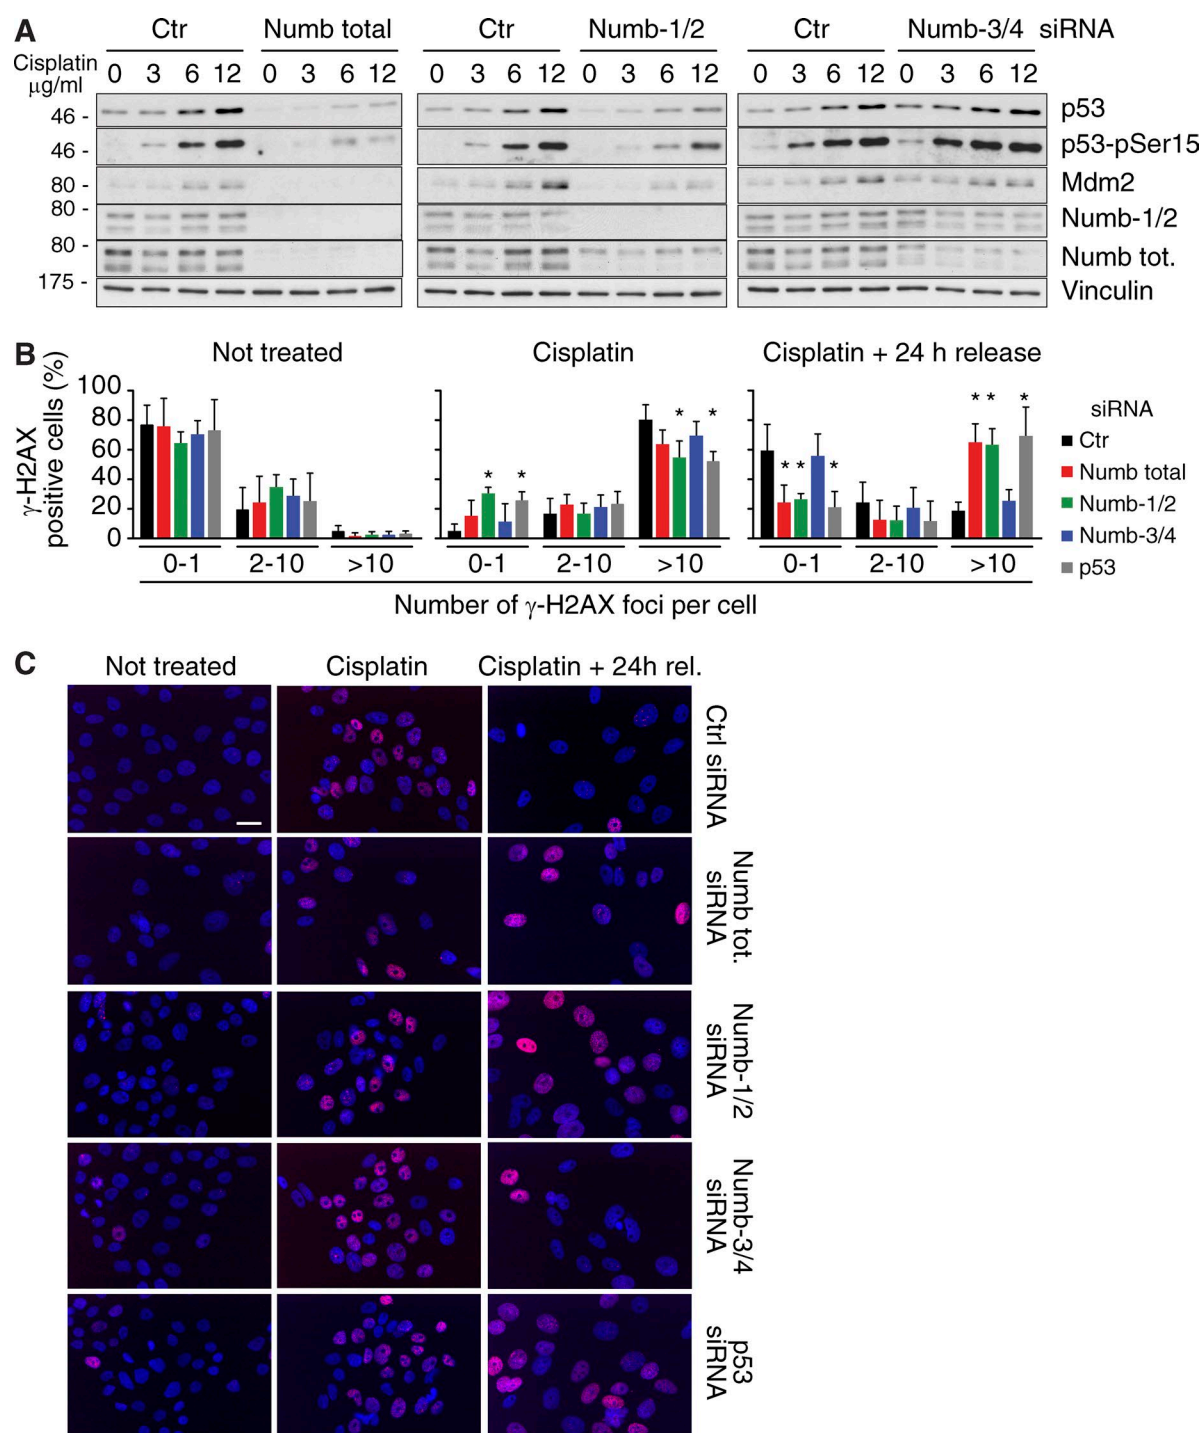 A
Ctr Numb total Ctr Numb-1/2 Ctr Numb-3/4 siRNA
Cisplatin
μg/ml
0 3 6 12 0 3 6 12 0 3 6 12 0 3 6 12 0 3 6 12 0 3 6 12
46 - p53
46 - p53-pSer15
80 - Mdm2
80 - Numb-1/2
80 - Numb tot.
175 - Vinculin
B
Not treated Cisplatin Cisplatin + 24 h release
γ-H2AX
positive cells (%)
100
80
60
40
20
0
* * * * * * * * * *
siRNA
Ctr
Numb total
Numb-1/2
Numb-3/4
p53
0-1 2-10 >10 0-1 2-10 >10 0-1 2-10 >10
Number of γ-H2AX foci per cell
C
Not treated Cisplatin Cisplatin + 24h rel.
Ctrl siRNA
Numb tot.
siRNA
Numb-1/2
siRNA
Numb-3/4
siRNA
p53
siRNA